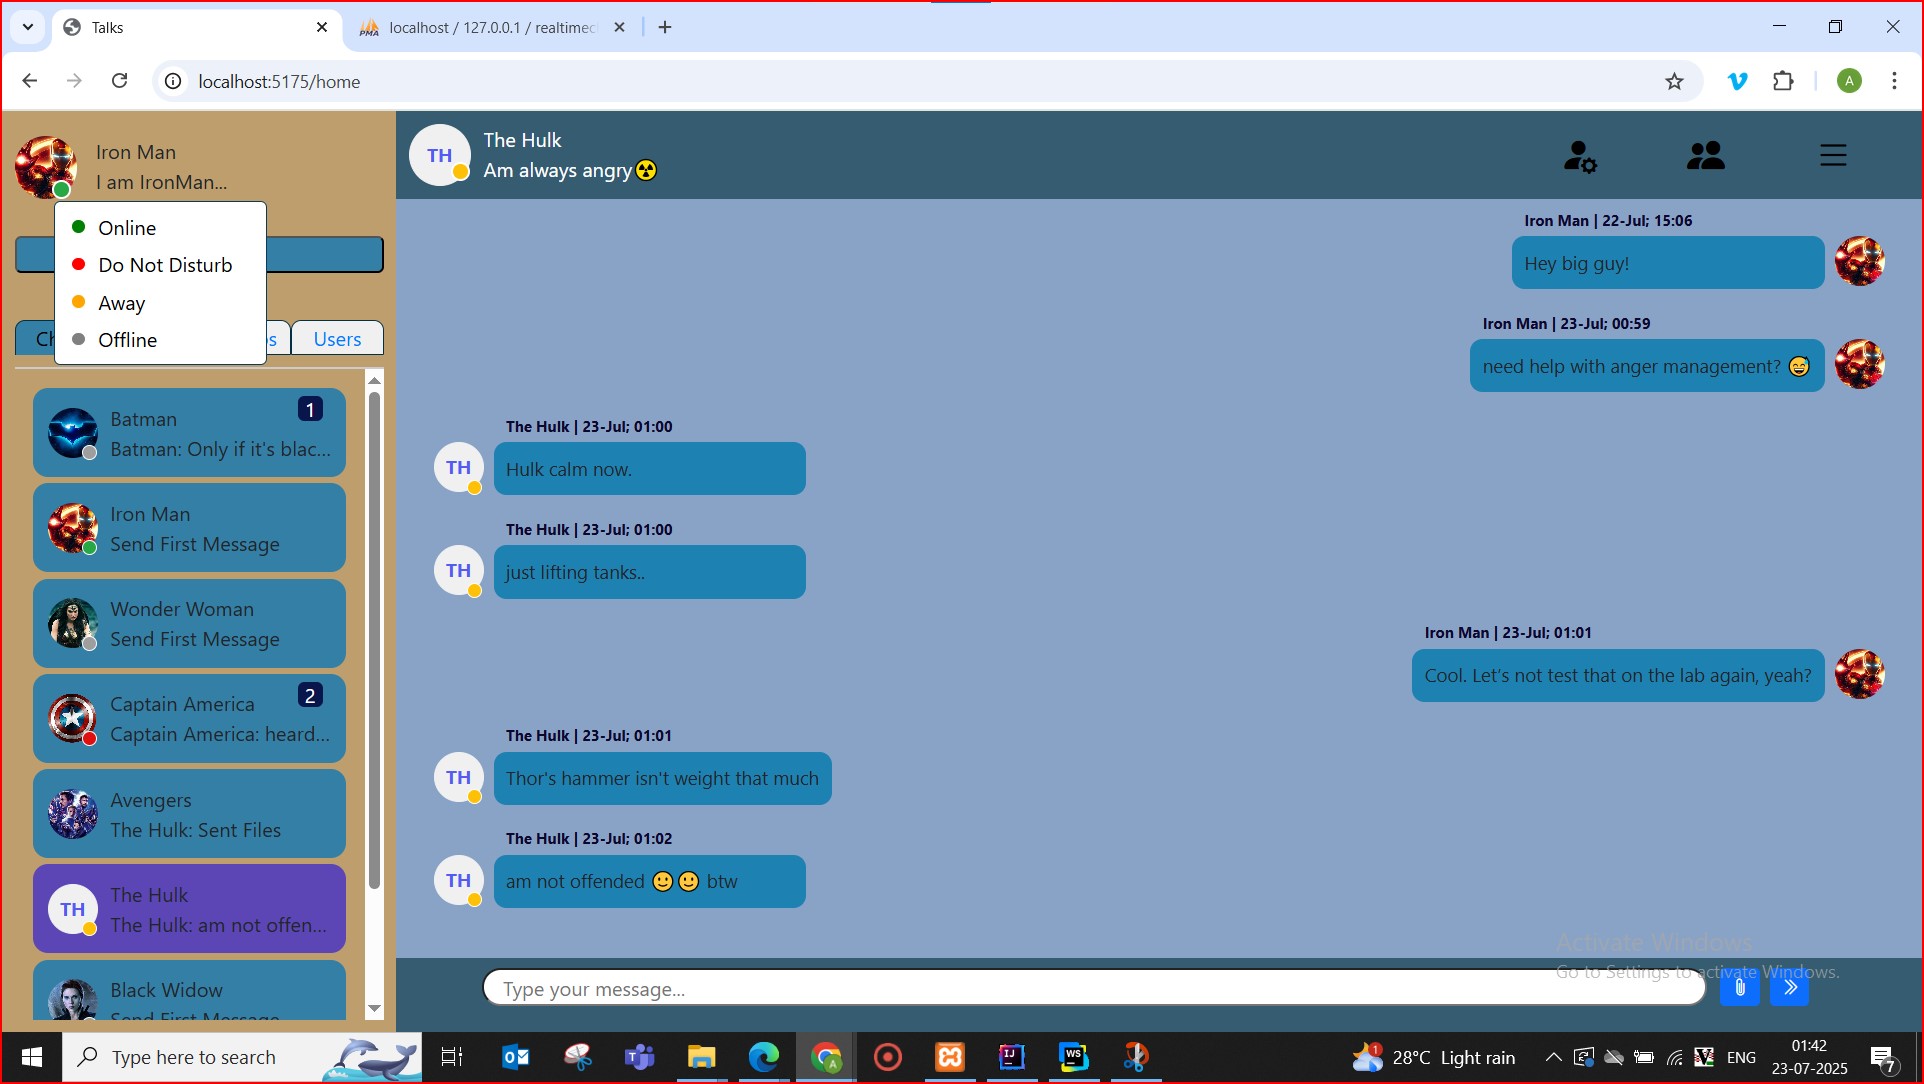 Talks
localhost / 127.0.0.1 / realtimec
localhost:5175/home
A
Iron Man
I am IronMan...
Online
Do Not Disturb
Away
Offline
Users
Batman
1
Batman: Only if it's blac...
Iron Man
Send First Message
Wonder Woman
Send First Message
Captain America
2
Captain America: heard...
Avengers
The Hulk: Sent Files
TH
The Hulk
The Hulk: am not offen...
Black Widow
Send First Message
TH
The Hulk
Am always angry☢
Iron Man | 22-Jul; 15:06
Hey big guy!
Iron Man | 23-Jul; 00:59
need help with anger management? 😅
The Hulk | 23-Jul; 01:00
TH
Hulk calm now.
The Hulk | 23-Jul; 01:00
TH
just lifting tanks..
Iron Man | 23-Jul; 01:01
Cool. Let's not test that on the lab again, yeah?
The Hulk | 23-Jul; 01:01
TH
Thor's hammer isn't weight that much
The Hulk | 23-Jul; 01:02
TH
am not offended 🙂🙂 btw
Activate Windows
Go to Settings to activate Windows.
Type your message...
Type here to search
28°C Light rain
ENG
01:42
23-07-2025
7